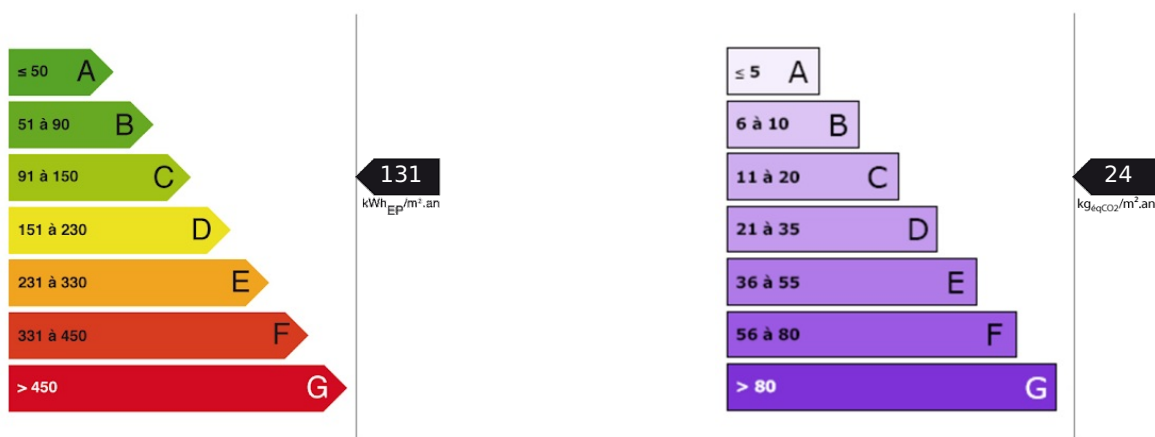 ≤ 50 A
51 à 90 B
91 à 150 C
151 à 230 D
231 à 330 E
331 à 450 F
> 450 G
131
kWhEP/m².an
≤ 5 A
6 à 10 B
11 à 20 C
21 à 35 D
36 à 55 E
56 à 80 F
> 80 G
24
kgéqCO2/m².an